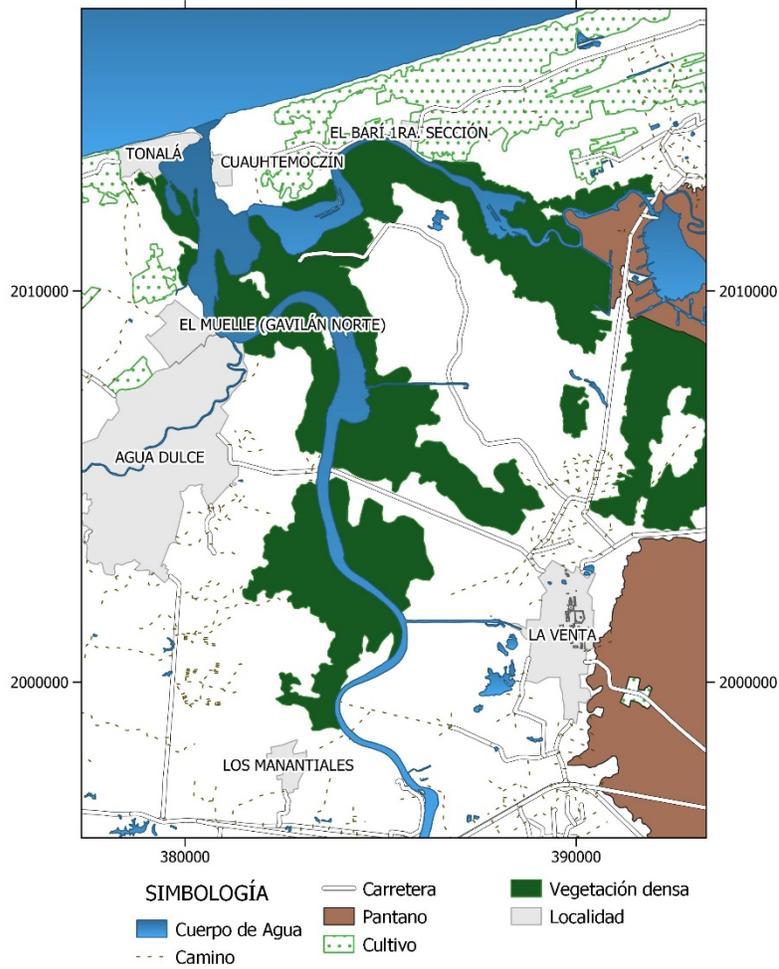 EL BARÍ 1RA. SECCIÓN
TONALÁ
CUAUHTEMOCZÍN
2010000
2010000
EL MUELLE (GAVILÁN NORTE)
AGUA DULCE
LA VENTA
2000000
2000000
LOS MANANTIALES
380000
390000
SIMBOLOGÍA
Cuerpo de Agua
Camino
Carretera
Pantano
Cultivo
Vegetación densa
Localidad